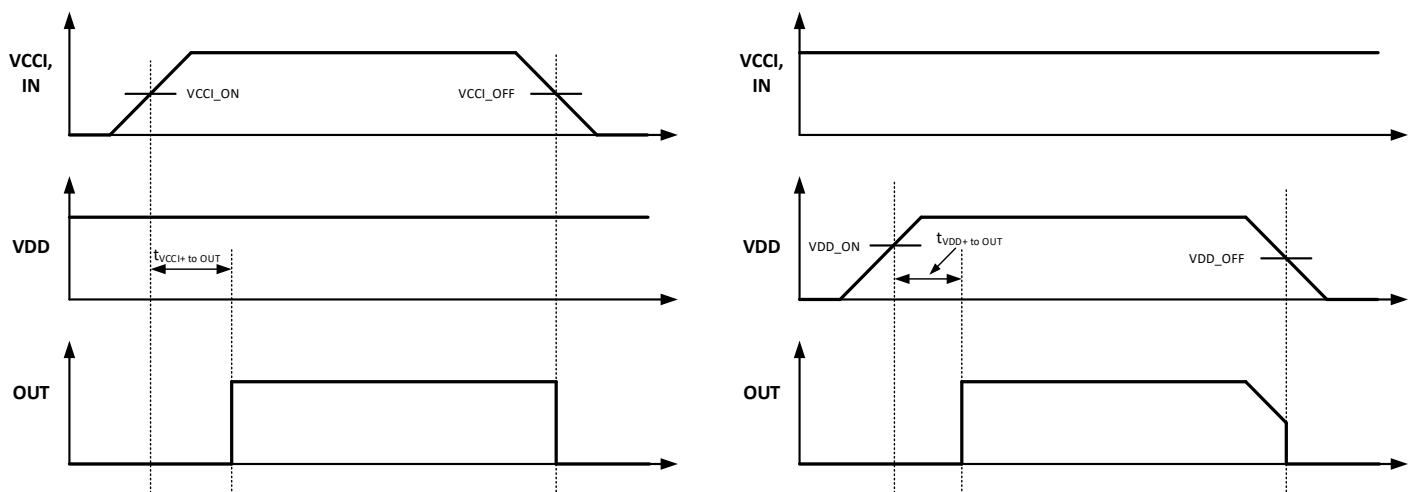 VCCI,
IN
VCCI_ON
VCCI_OFF
VDD
tVCCI+ to OUT
OUT
VCCI,
IN
VDD
VDD_ON
tVDD+ to OUT
VDD_OFF
OUT